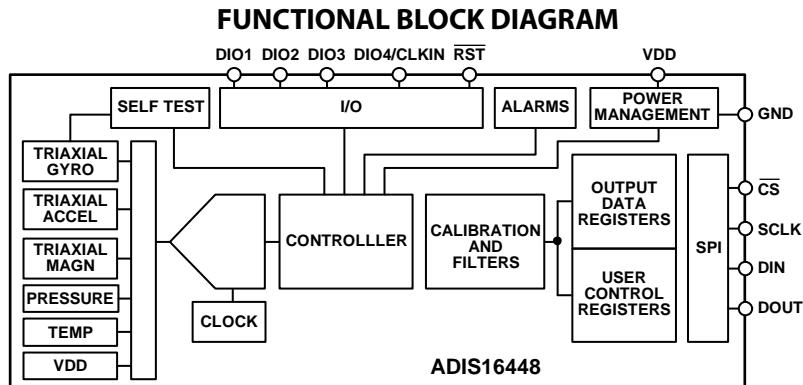 FUNCTIONAL BLOCK DIAGRAM
DIO1 DIO2 DIO3 DIO4/CLKIN RST VDD
SELF TEST
I/O
ALARMS
POWER
MANAGEMENT
GND
TRIAXIAL
GYRO
TRIAXIAL
ACCEL
TRIAXIAL
MAGN
PRESSURE
TEMP
VDD
CLOCK
CONTROLLLER
CALIBRATION
AND
FILTERS
OUTPUT
DATA
REGISTERS
USER
CONTROL
REGISTERS
SPI
CS
SCLK
DIN
DOUT
ADIS16448